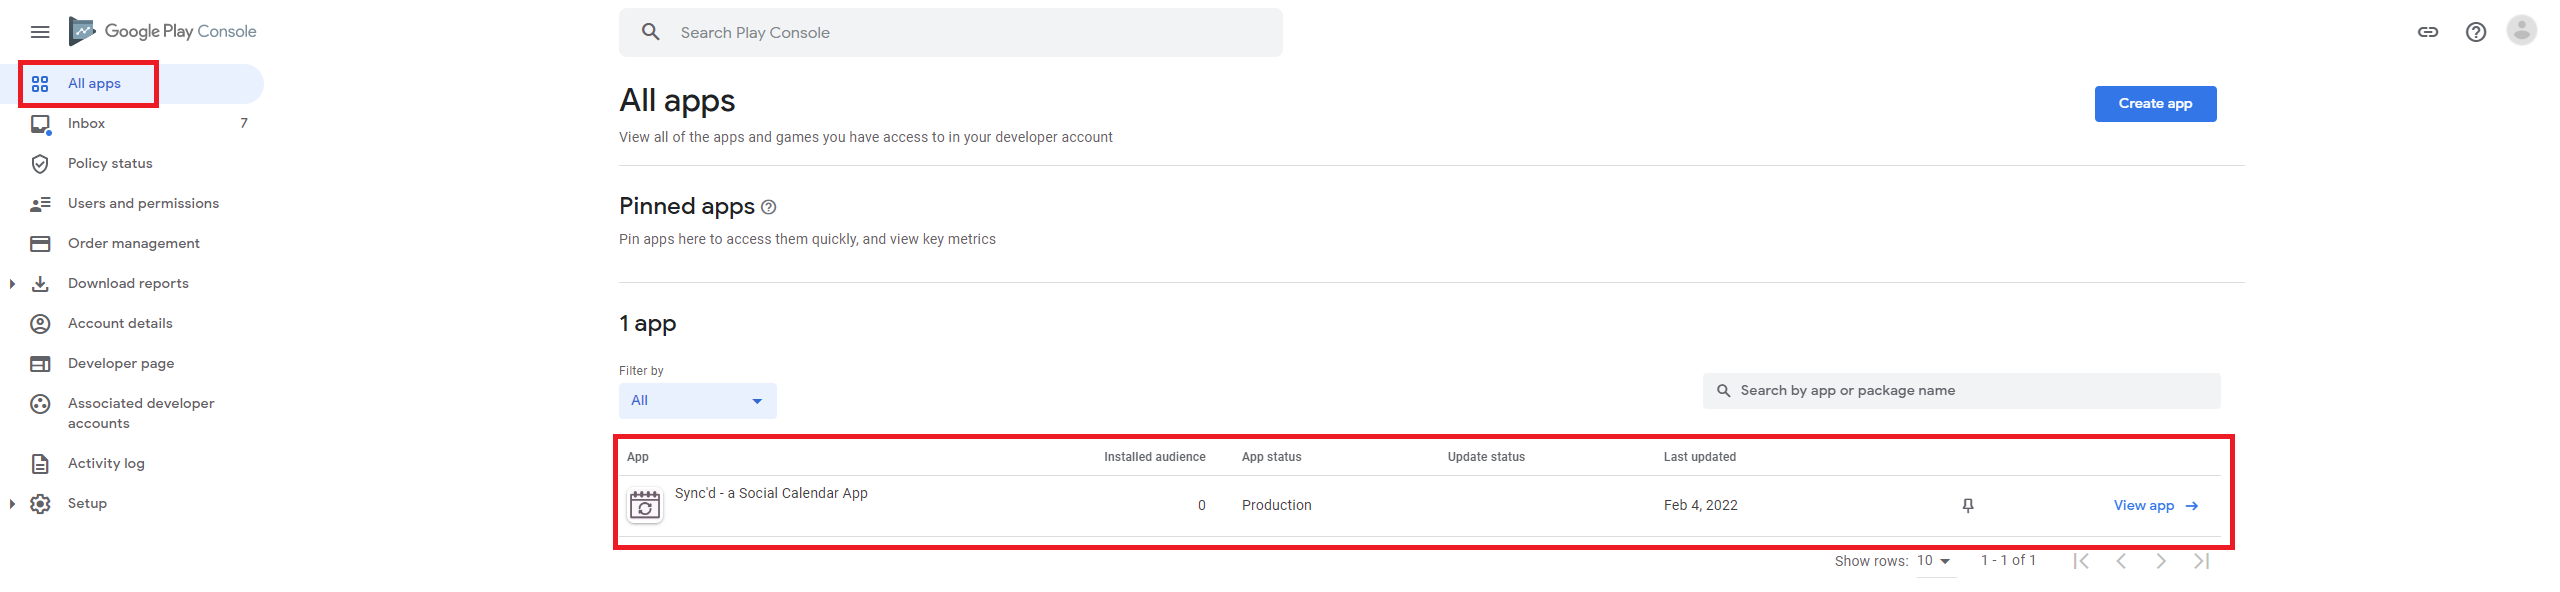 Google Play Console
Search Play Console
All apps
Inbox 7
Policy status
Users and permissions
Order management
Download reports
Account details
Developer page
Associated developer
accounts
Activity log
Setup
All apps
Create app
View all of the apps and games you have access to in your developer account
Pinned apps
Pin apps here to access them quickly, and view key metrics
1 app
Filter by
All
Search by app or package name
App Installed audience App status Update status Last updated
Sync'd - a Social Calendar App 0 Production Feb 4, 2022 View app
Show rows: 10 1 - 1 of 1